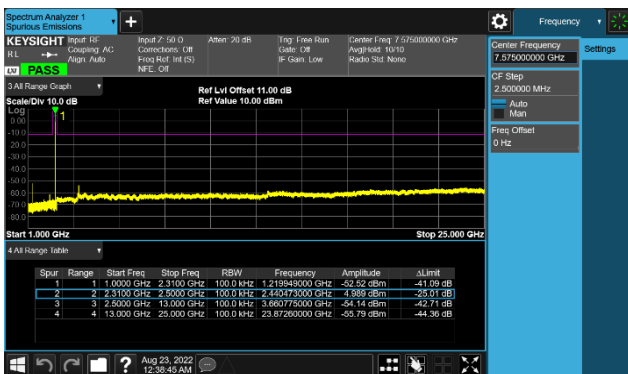 Spectrum Analyzer 1
Spurious Emissions
Frequency
KEYSIGHT
R L
LXI
PASS
Input: RF
Coupling: AC
Align: Auto
Input Z: 50 Ω
Corrections: Off
Freq Ref: Int (S)
NFE: Off
Atten: 20 dB
Trig: Free Run
Gate: Off
IF Gain: Low
Center Freq: 7.575000000 GHz
Avg|Hold: 10/10
Radio Std: None
Center Frequency
7.575000000 GHz
Settings
CF Step
2.500000 MHz
Auto
Man
Freq Offset
0 Hz
3 All Range Graph
Scale/Div 10.0 dB
Ref Lvl Offset 11.00 dB
Ref Value 10.00 dBm
Log
1
0.00
-10.0
-20.0
-30.0
-40.0
-50.0
-60.0
-70.0
-80.0
Start 1.000 GHz
Stop 25.000 GHz
4 All Range Table
Spur Range Start Freq Stop Freq RBW Frequency Amplitude ΔLimit
1 1 1.0000 GHz 2.3100 GHz 100.0 kHz 1.219949000 GHz -52.52 dBm -41.09 dB
2 2 2.3100 GHz 2.5000 GHz 100.0 kHz 2.440473000 GHz 4.989 dBm -25.01 dB
3 3 2.5000 GHz 13.000 GHz 100.0 kHz 3.660775000 GHz -54.14 dBm -42.71 dB
4 4 13.000 GHz 25.000 GHz 100.0 kHz 23.87260000 GHz -55.79 dBm -44.36 dB
?
Aug 23, 2022
12:38:45 AM